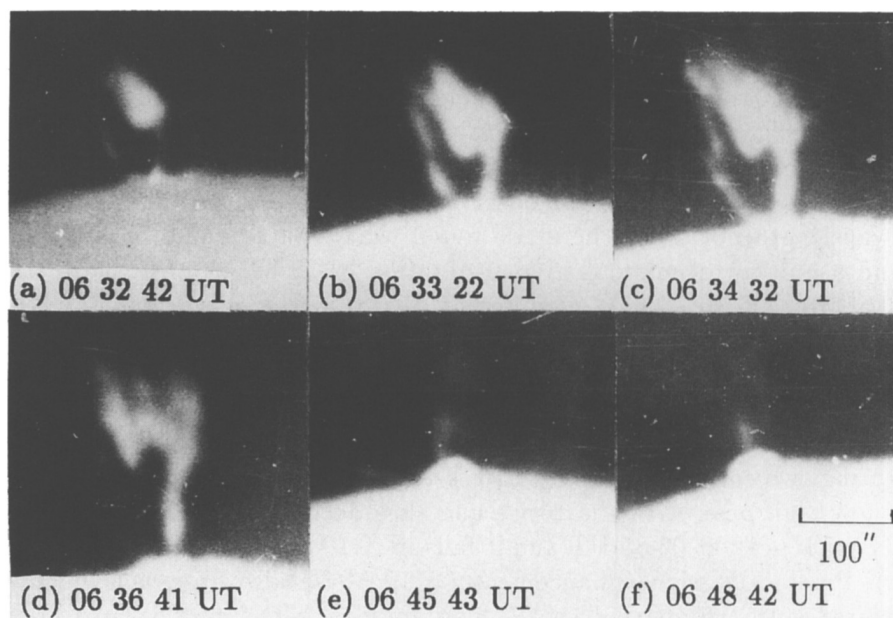 (a) 06 32 42 UT
(b) 06 33 22 UT
(c) 06 34 32 UT
(d) 06 36 41 UT
(e) 06 45 43 UT
(f) 06 48 42 UT
100"